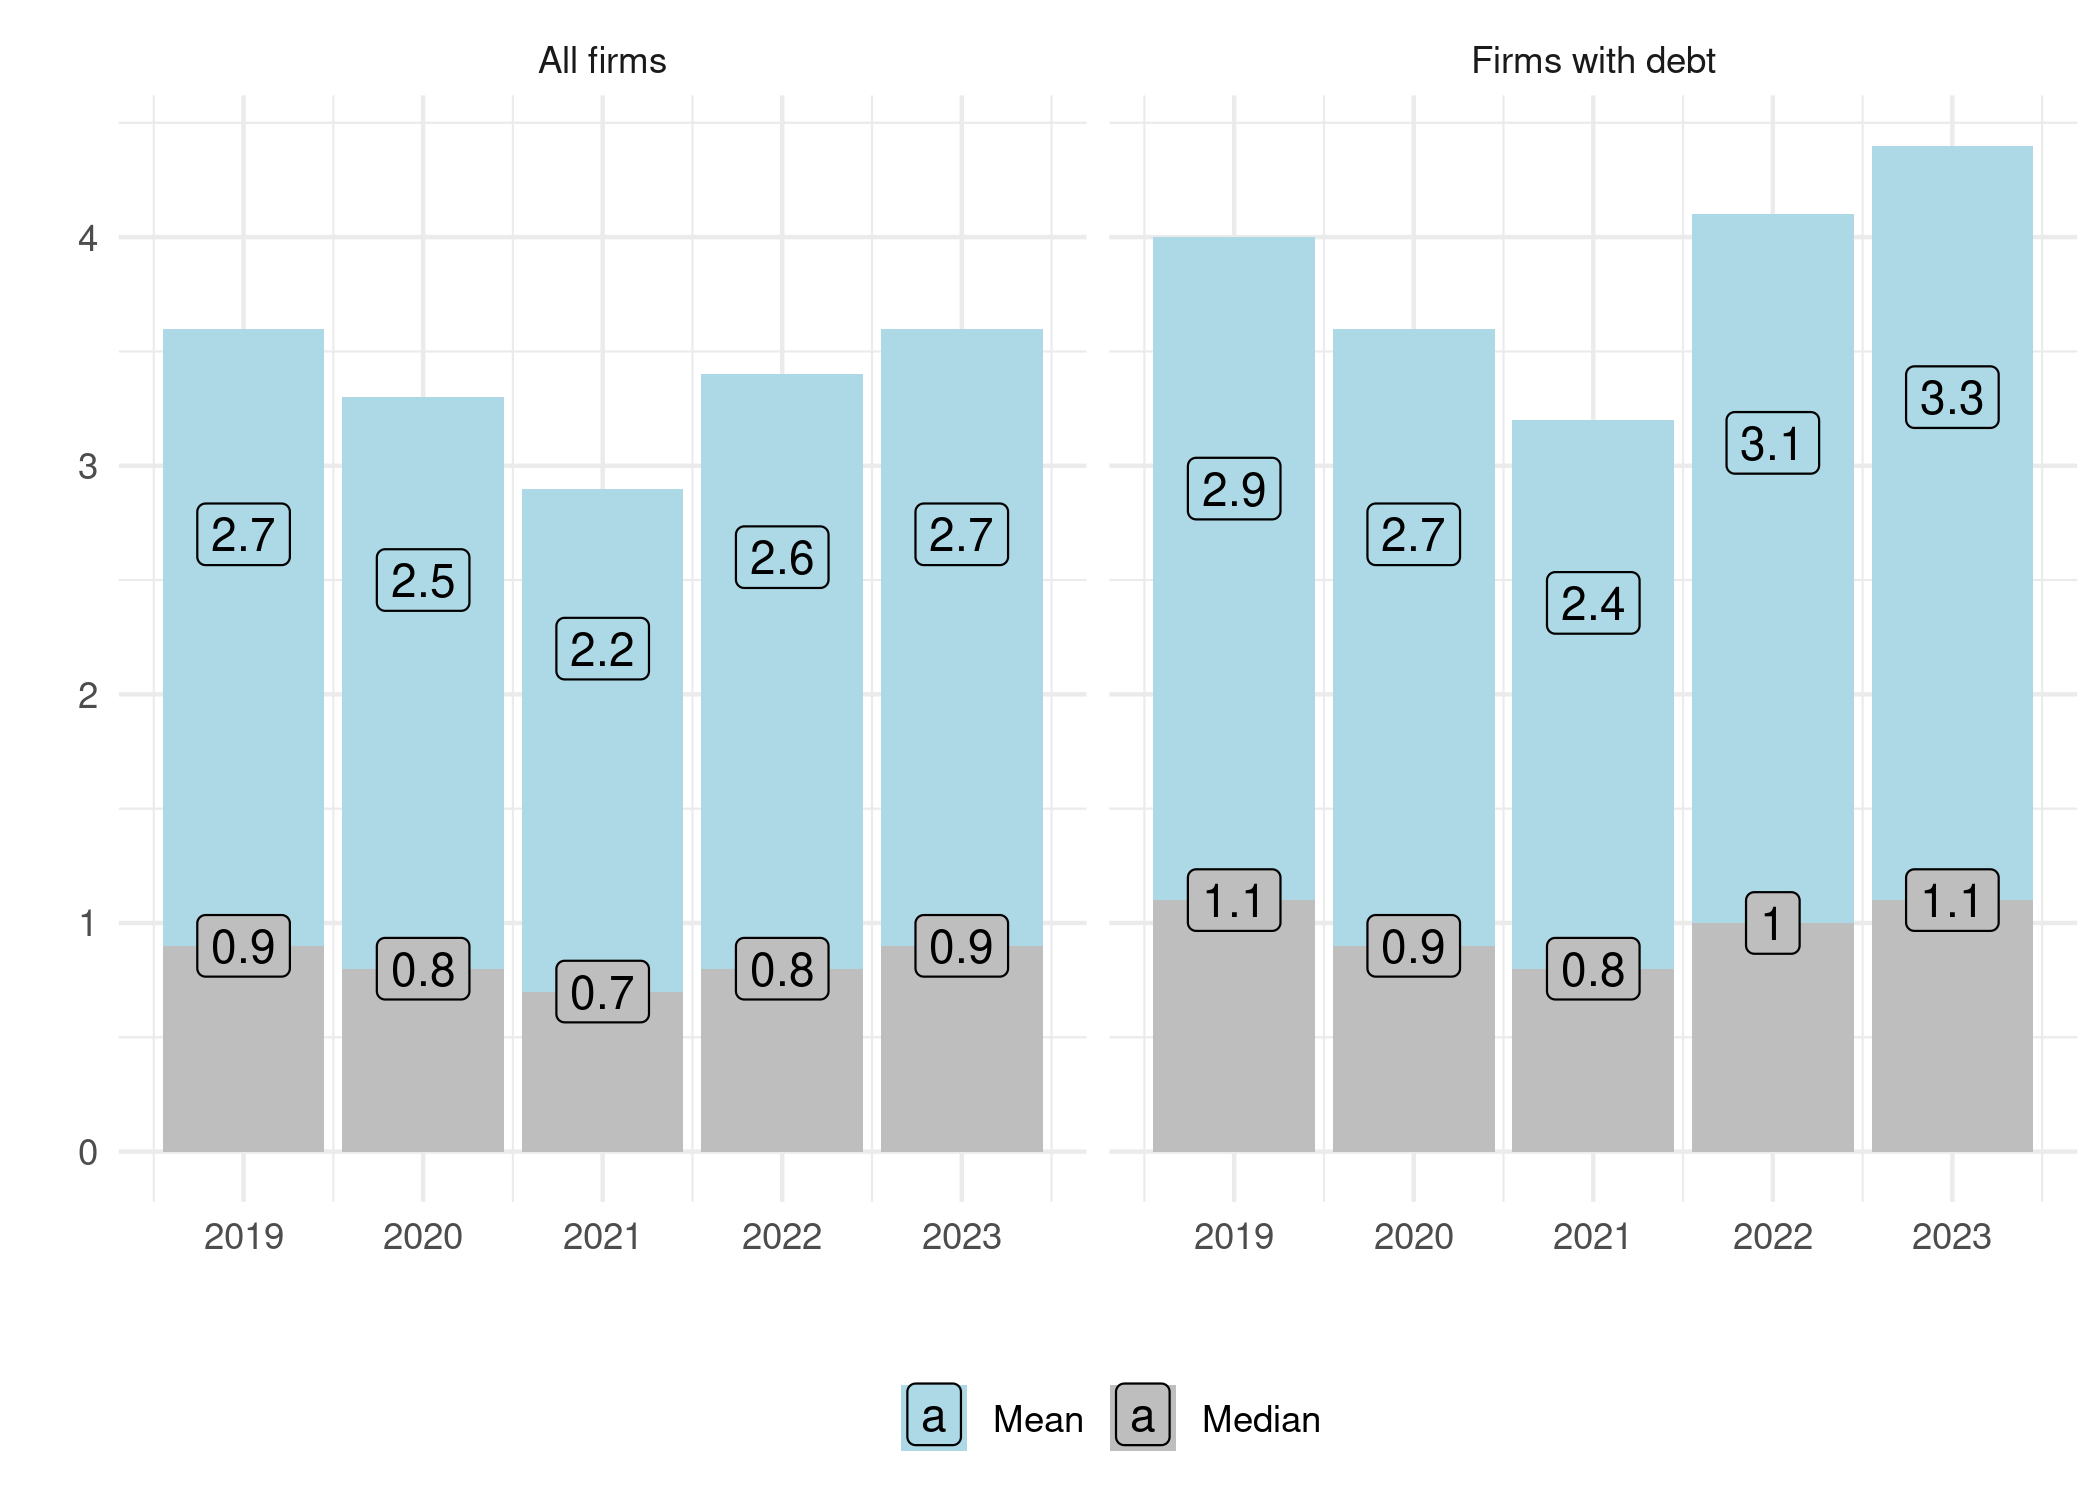 All firms Firms with debt
4
3
2
1
0
2.7 2.5 2.2 2.6 2.7
0.9 0.8 0.7 0.8 0.9
2.9 2.7 2.4 3.1 3.3
1.1 0.9 0.8 1 1.1
2019 2020 2021 2022 2023 2019 2020 2021 2022 2023
a Mean a Median